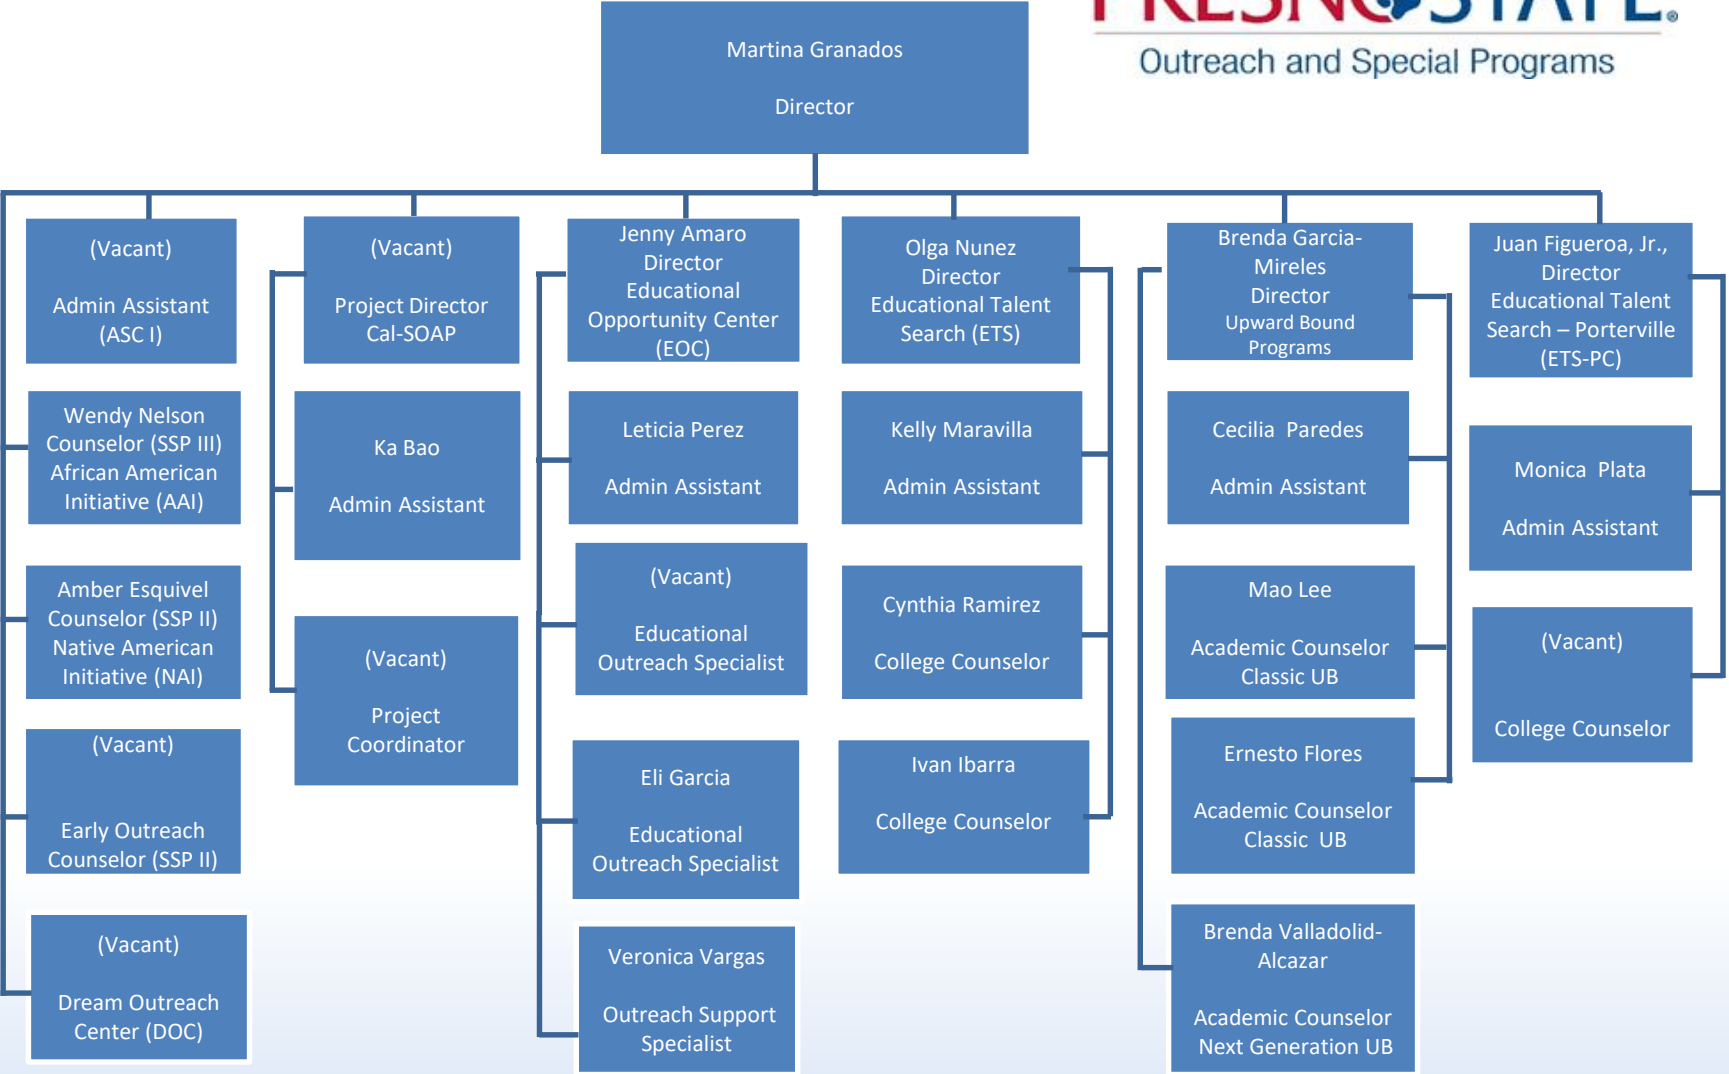 FRESNO STATE
Outreach and Special Programs
Martina Granados
Director
(Vacant)
Admin Assistant
(ASC I)
Wendy Nelson
Counselor (SSP III)
African American
Initiative (AAI)
Amber Esquivel
Counselor (SSP II)
Native American
Initiative (NAI)
(Vacant)
Early Outreach
Counselor (SSP II)
(Vacant)
Dream Outreach
Center (DOC)
(Vacant)
Project Director
Cal-SOAP
Ka Bao
Admin Assistant
(Vacant)
Project
Coordinator
Jenny Amaro
Director
Educational
Opportunity Center
(EOC)
Leticia Perez
Admin Assistant
(Vacant)
Educational
Outreach Specialist
Eli Garcia
Educational
Outreach Specialist
Veronica Vargas
Outreach Support
Specialist
Olga Nunez
Director
Educational Talent
Search (ETS)
Kelly Maravilla
Admin Assistant
Cynthia Ramirez
College Counselor
Ivan Ibarra
College Counselor
Brenda Garcia-
Mireles
Director
Upward Bound
Programs
Cecilia Paredes
Admin Assistant
Mao Lee
Academic Counselor
Classic UB
Ernesto Flores
Academic Counselor
Classic UB
Brenda Valladolid-
Alcazar
Academic Counselor
Next Generation UB
Juan Figueroa, Jr.,
Director
Educational Talent
Search – Porterville
(ETS-PC)
Monica Plata
Admin Assistant
(Vacant)
College Counselor